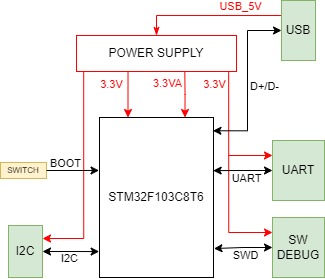 USB_5V
USB
POWER SUPPLY
3.3V
3.3VA
3.3V
D+/D-
SWITCH
BOOT
STM32F103C8T6
UART
UART
I2C
I2C
SWD
SW
DEBUG